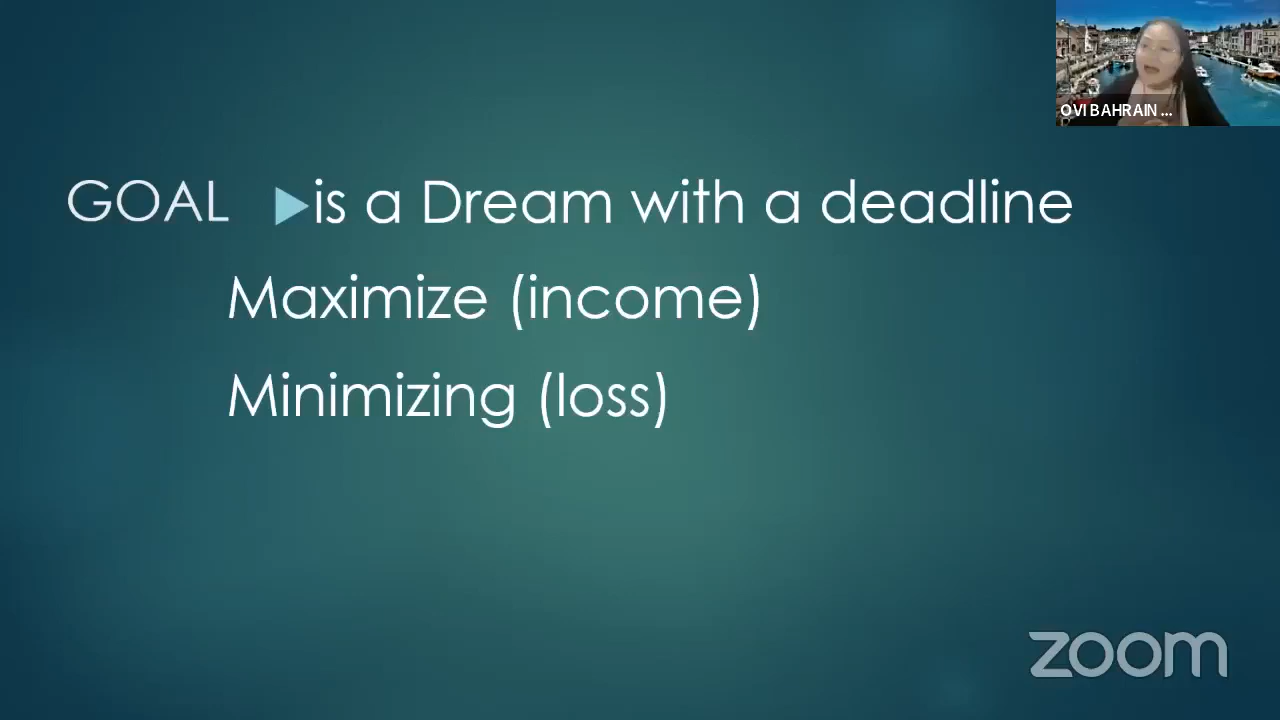 OVI BAHRAIN ...
GOAL is a Dream with a deadline
Maximize (income)
Minimizing (loss)
zoom